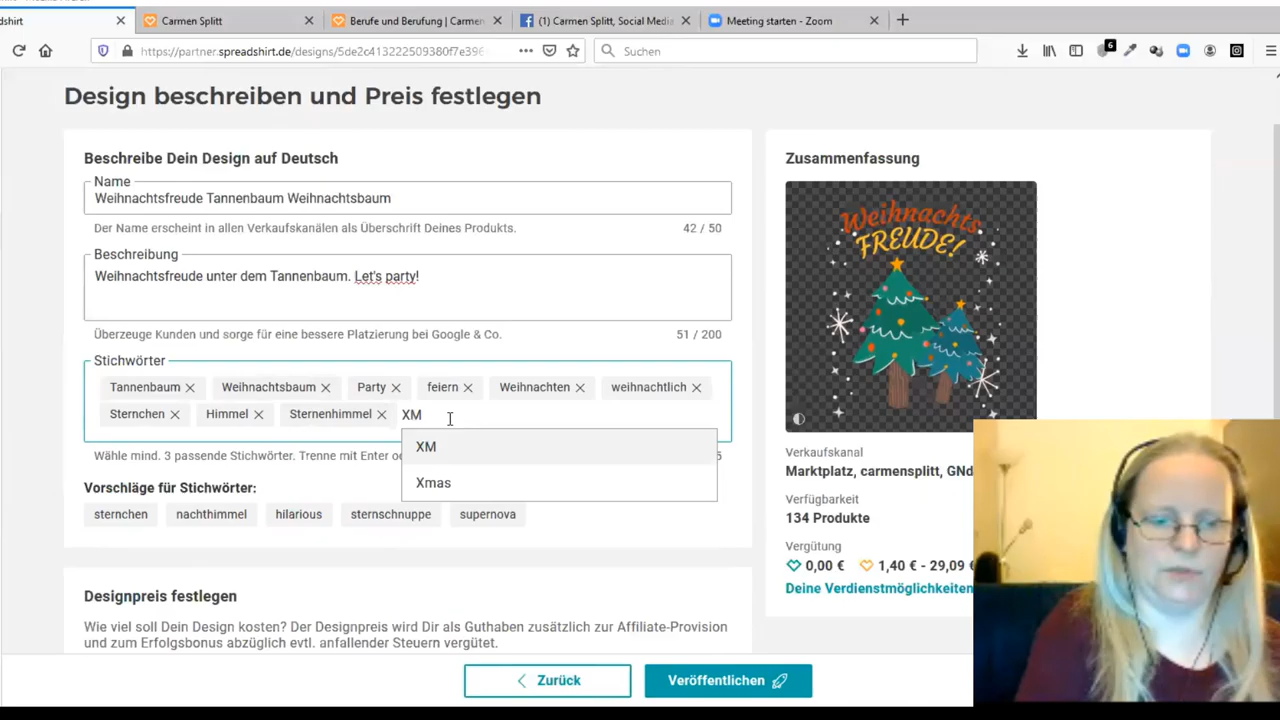 dshirt
Carmen Splitt
Berufe und Berufung | Carmen
(1) Carmen Splitt, Social Media
Meeting starten - Zoom
https://partner.spreadshirt.de/designs/5de2c413222509380f7e396
Suchen
6
Design beschreiben und Preis festlegen
Beschreibe Dein Design auf Deutsch
Name
Weihnachtsfreude Tannenbaum Weihnachtsbaum
Der Name erscheint in allen Verkaufskanälen als Überschrift Deines Produkts.
42 / 50
Beschreibung
Weihnachtsfreude unter dem Tannenbaum. Let's party!
Überzeuge Kunden und sorge für eine bessere Platzierung bei Google & Co.
51 / 200
Stichwörter
Tannenbaum
Weihnachtsbaum
Party
feiern
Weihnachten
weihnachtlich
Sternchen
Himmel
Sternenhimmel
XM
XM
Xmas
Wähle mind. 3 passende Stichwörter. Trenne mit Enter od
5
Vorschläge für Stichwörter:
sternchen
nachthimmel
hilarious
sternschnuppe
supernova
Designpreis festlegen
Wie viel soll Dein Design kosten? Der Designpreis wird Dir als Guthaben zusätzlich zur Affiliate-Provision
und zum Erfolgsbonus abzüglich evtl. anfallender Steuern vergütet.
Zurück
Veröffentlichen
Zusammenfassung
Weihnachts
FREUDE!
Verkaufskanal
Marktplatz, carmensplitt, GNd
Verfügbarkeit
134 Produkte
Vergütung
0,00 €
1,40 € - 29,09 €
Deine Verdienstmöglichkeiten